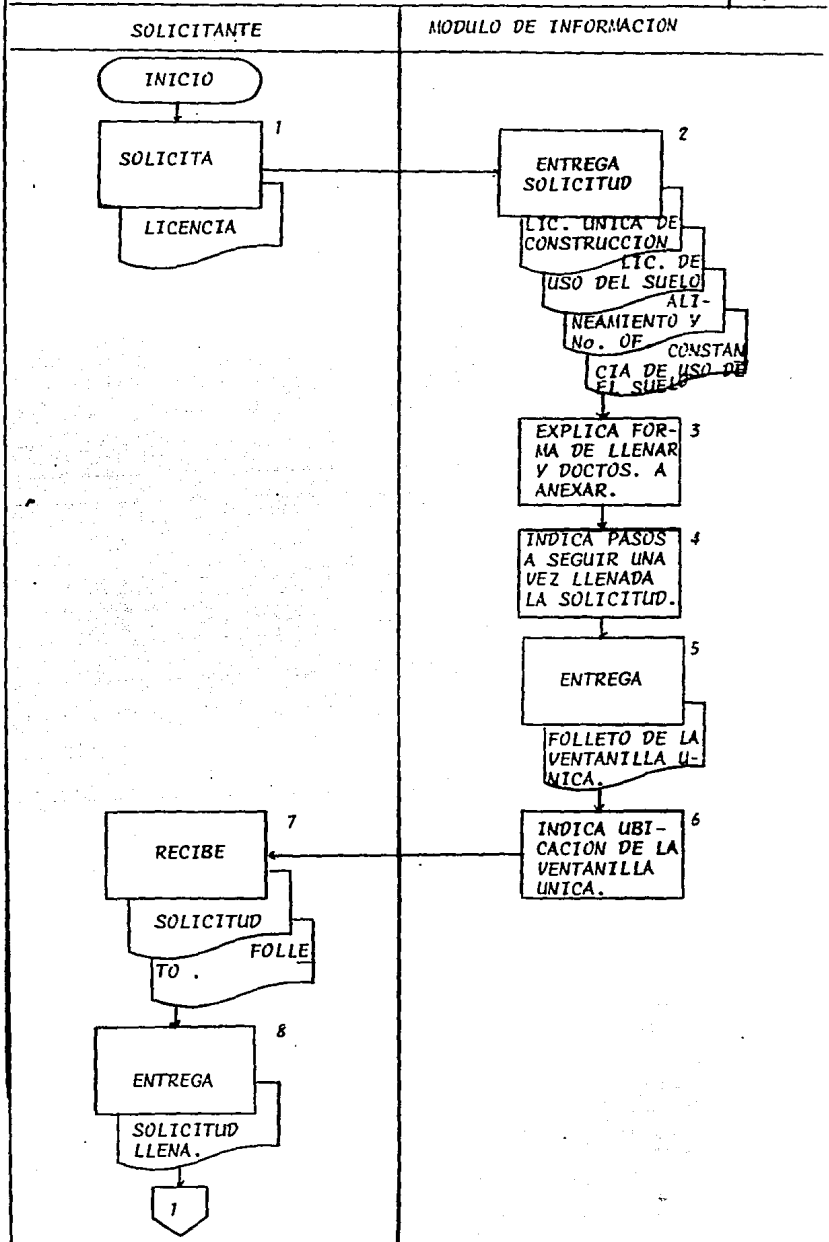 SOLICITANTE
MODULO DE INFORMACION
INICIO
1
SOLICITA
LICENCIA
2
ENTREGA
SOLICITUD
LIC. UNICA DE
CONSTRUCCION
LIC. DE
USO DEL SUELO
ALI-
NEAMIENTO Y
No. OF.
CONSTAN
CIA DE USO DE
EL SUELO
EXPLICA FOR-
MA DE LLENAR
Y DOCTOS. A
ANEXAR.
3
INDICA PASOS
A SEGUIR UNA
VEZ LLENADA
LA SOLICITUD.
4
5
ENTREGA
FOLLETO DE LA
VENTANILLA U-
NICA.
INDICA UBI-
CACION DE LA
VENTANILLA
UNICA.
6
7
RECIBE
SOLICITUD
FOLLE
TO .
8
ENTREGA
SOLICITUD
LLENA.
1